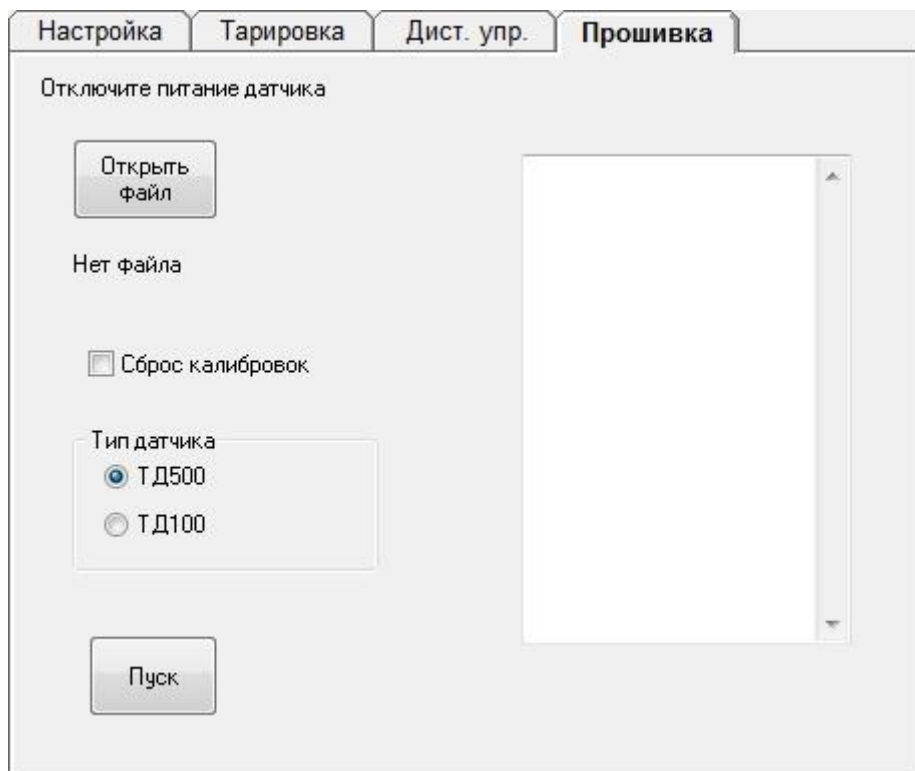 Настройка Тарировка Дист. упр. Прошивка
Отключите питание датчика
Открыть
файл
Нет файла
Сброс калибровок
Тип датчика
ТД500
ТД100
Пуск